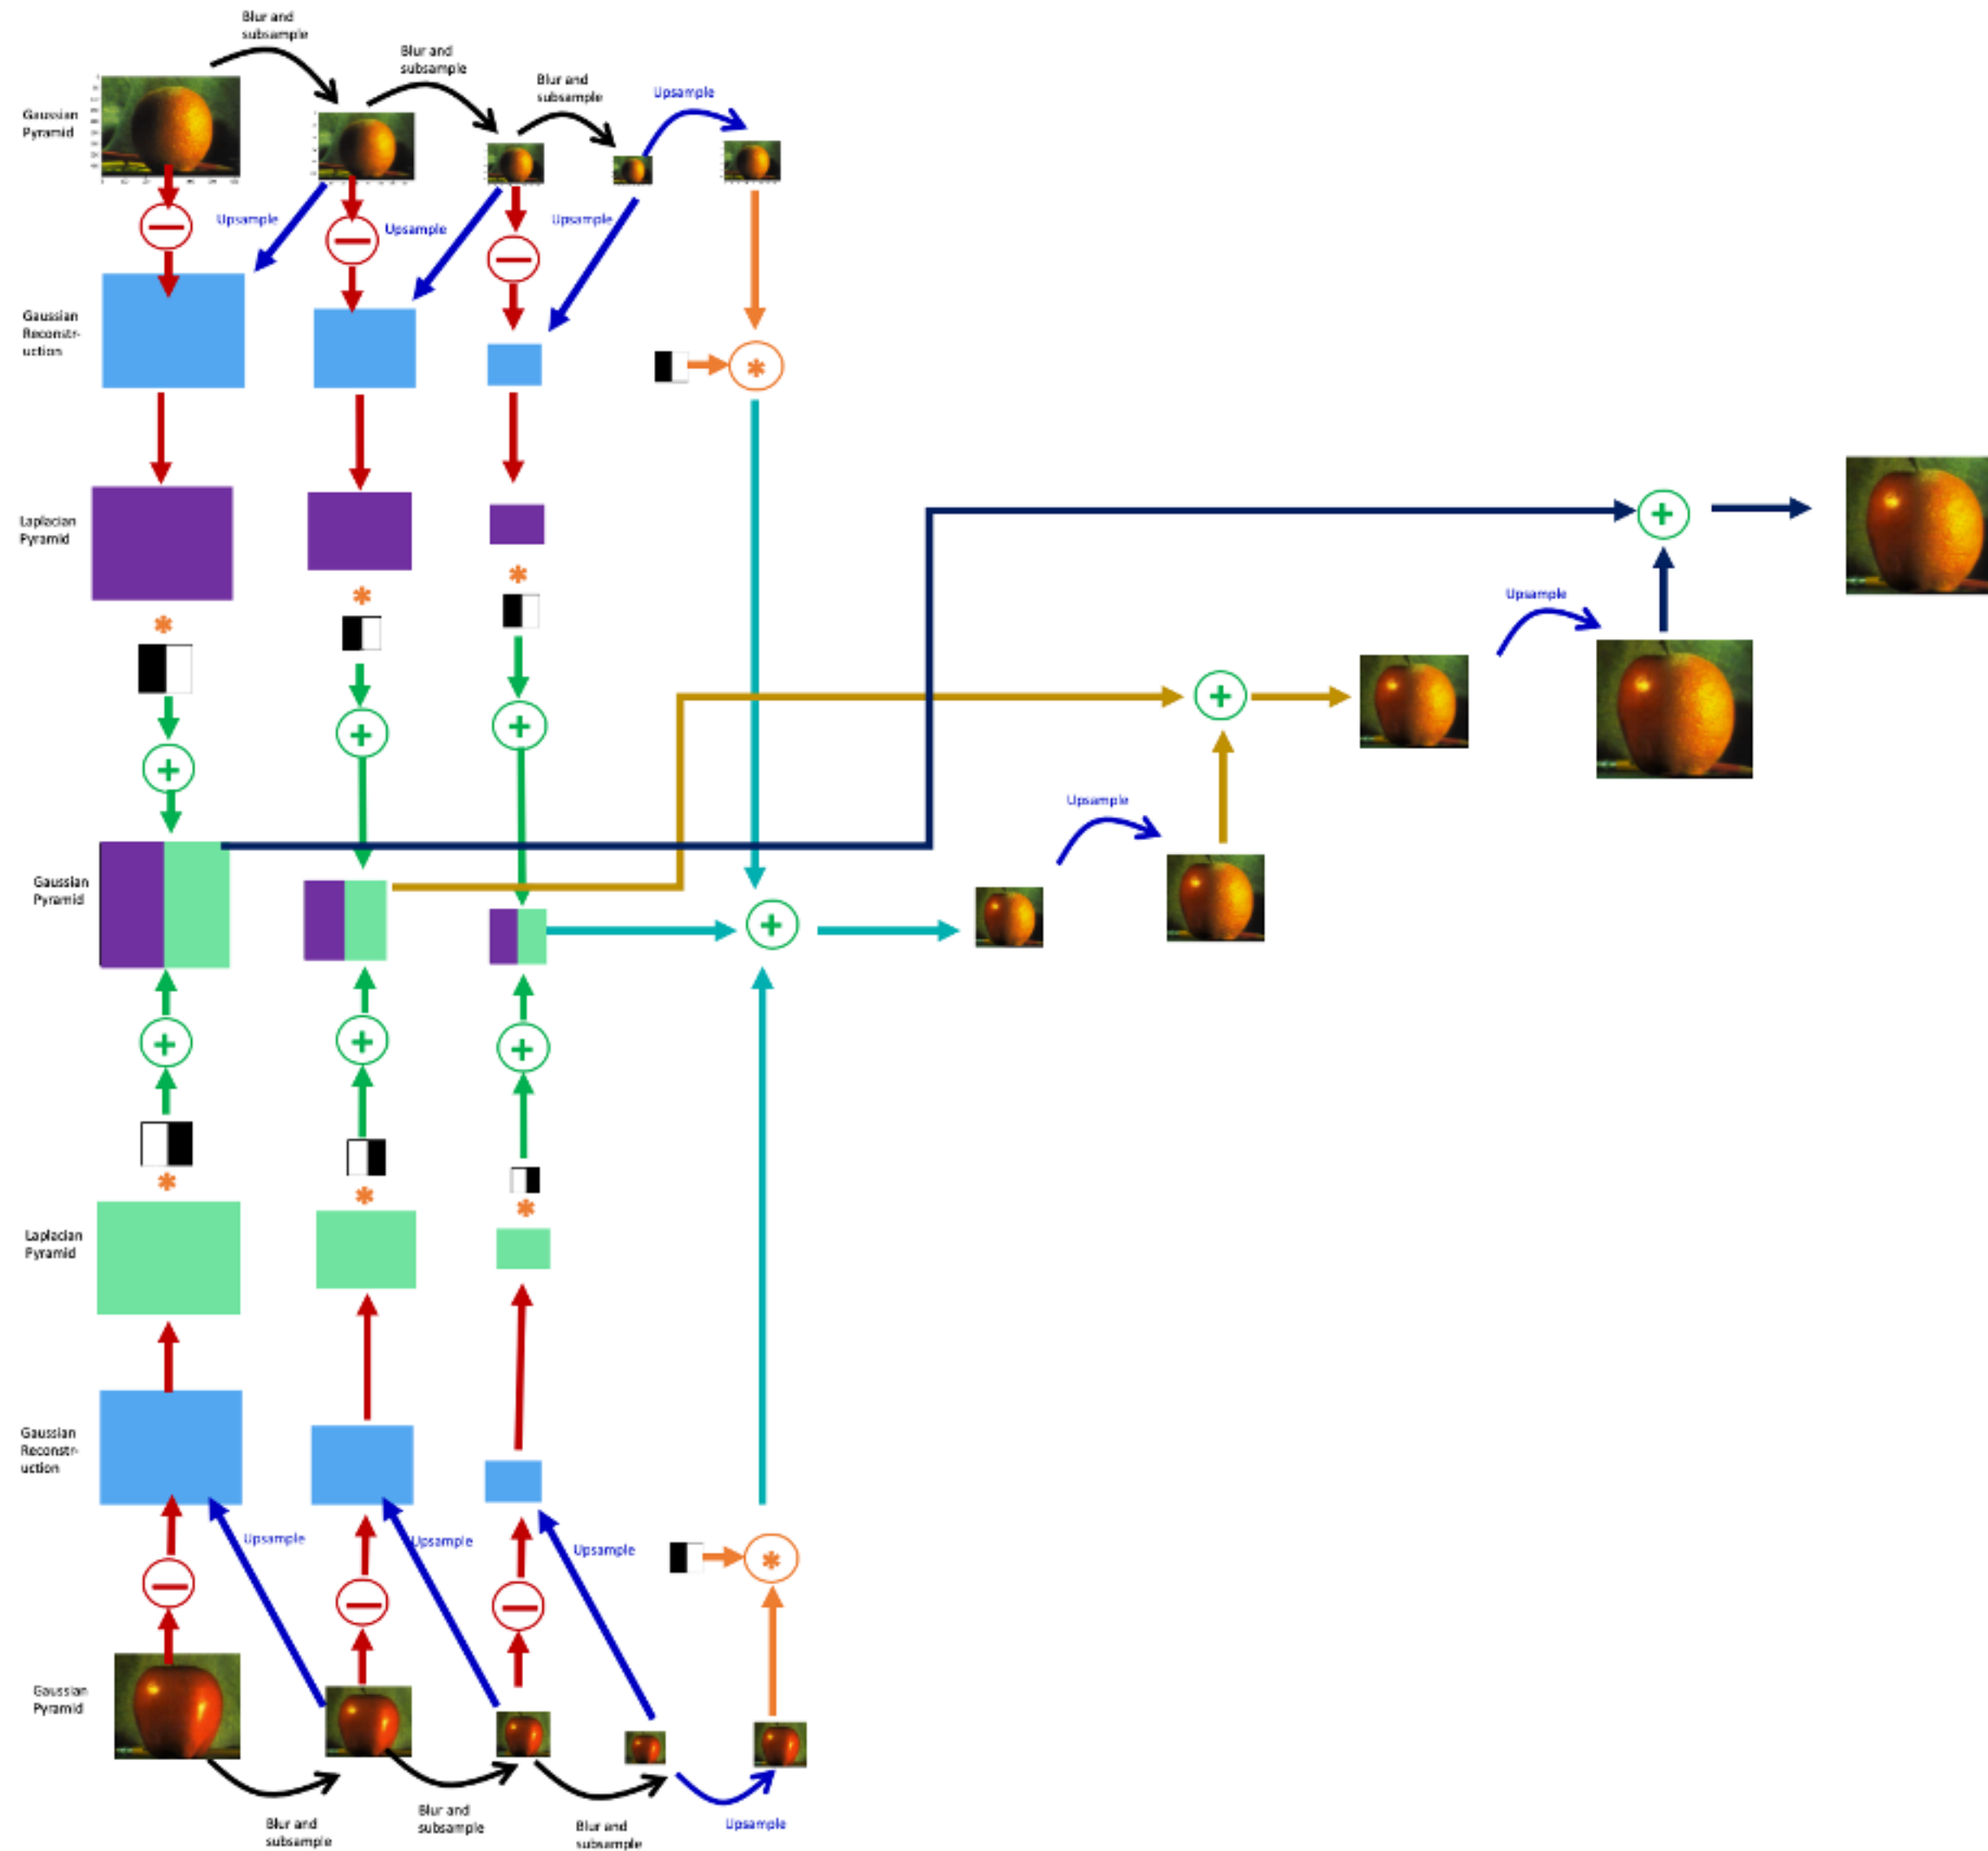 Blur and
subsample
Blur and
subsample
Blur and
subsample
Upsample
Gaussian
Pyramid
Upsample
Upsample
Upsample
Gaussian
Reconstr-
uction
Laplacian
Pyramid
Upsample
Upsample
Gaussian
Pyramid
Laplacian
Pyramid
Gaussian
Reconstr-
uction
Upsample
Upsample
Upsample
Gaussian
Pyramid
Blur and
subsample
Blur and
subsample
Blur and
subsample
Upsample